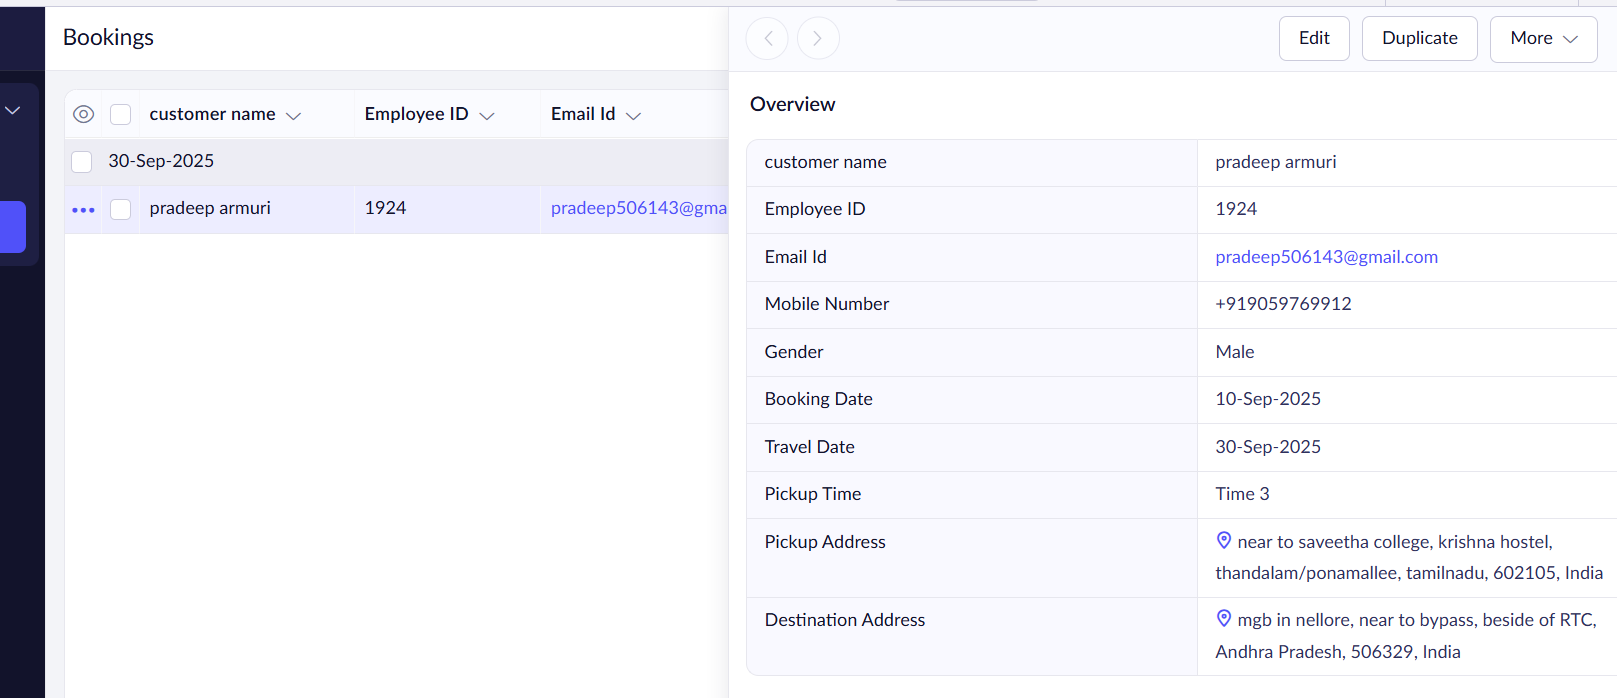 Bookings
Edit
Duplicate
More
customer name
Employee ID
Email Id
30-Sep-2025
pradeep armuri
1924
pradeep506143@gma
Overview
customer name
pradeep armuri
Employee ID
1924
Email Id
pradeep506143@gmail.com
Mobile Number
+919059769912
Gender
Male
Booking Date
10-Sep-2025
Travel Date
30-Sep-2025
Pickup Time
Time 3
Pickup Address
near to saveetha college, krishna hostel,
thandalam/ponamallee, tamilnadu, 602105, India
Destination Address
mgb in nellore, near to bypass, beside of RTC,
Andhra Pradesh, 506329, India